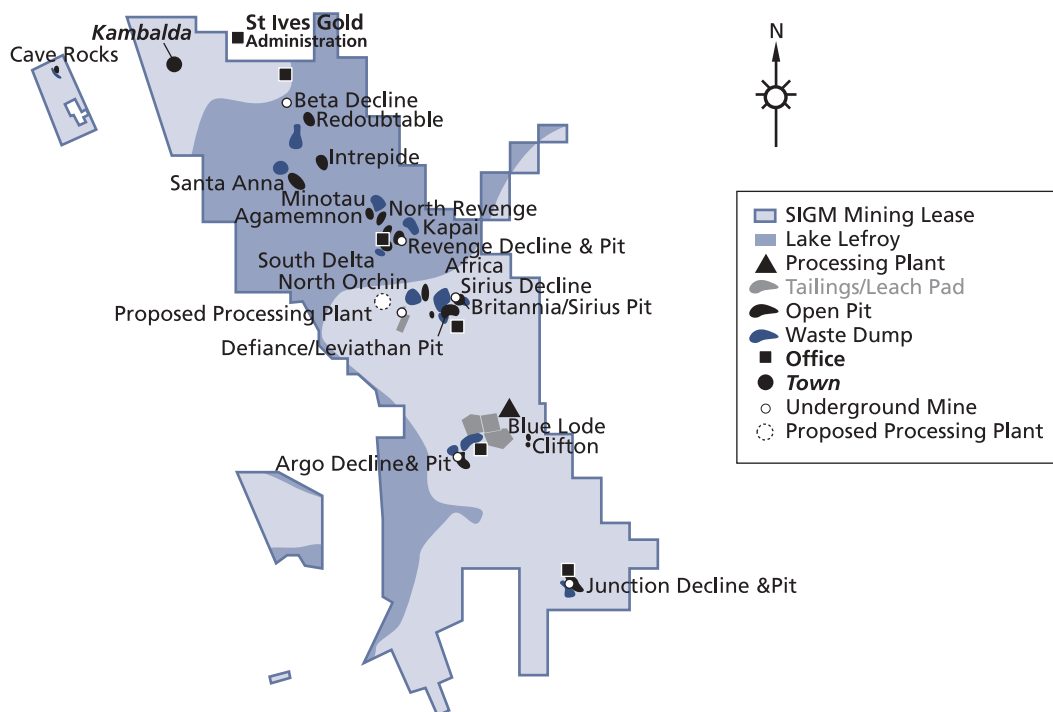 St Ives Gold
Administration
Kambalda
Cave Rocks
N
Beta Decline
Redoubtable
Intrepide
Santa Anna
Minotau
North Revenge
Agamemnon
Kapai
Revenge Decline & Pit
South Delta
Africa
North Orchin
Sirius Decline
Britannia/Sirius Pit
Proposed Processing Plant
Defiance/Leviathan Pit
Blue Lode
Clifton
Argo Decline& Pit
Junction Decline &Pit
SIGM Mining Lease
Lake Lefroy
Processing Plant
Tailings/Leach Pad
Open Pit
Waste Dump
Office
Town
Underground Mine
Proposed Processing Plant